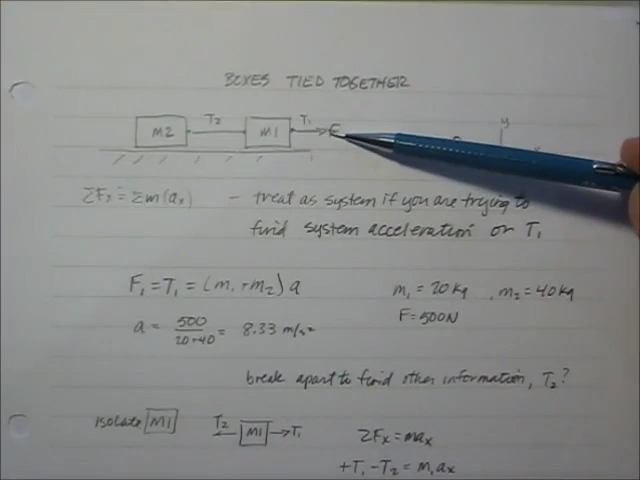 BOXES TIED TOGETHER
M2 T2 M1 T1 F y
ΣFx = Σm(ax) - treat as system if you are trying to
find system acceleration or T1
F1 = T1 = (m1 + m2) a m1 = 20 kg , m2 = 40 kg
a = 500 / 20+40 = 8.33 m/s² F = 500N
break apart to find other information, T2?
isolate M1 T2 M1 T1 ΣFx = max
+T1 - T2 = m1ax